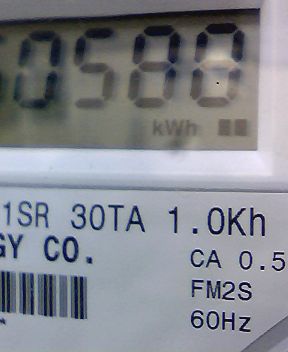 0580
kWh
1SR 30TA 1.0Kh
GY CO.
CA 0.5
FM2S
60Hz